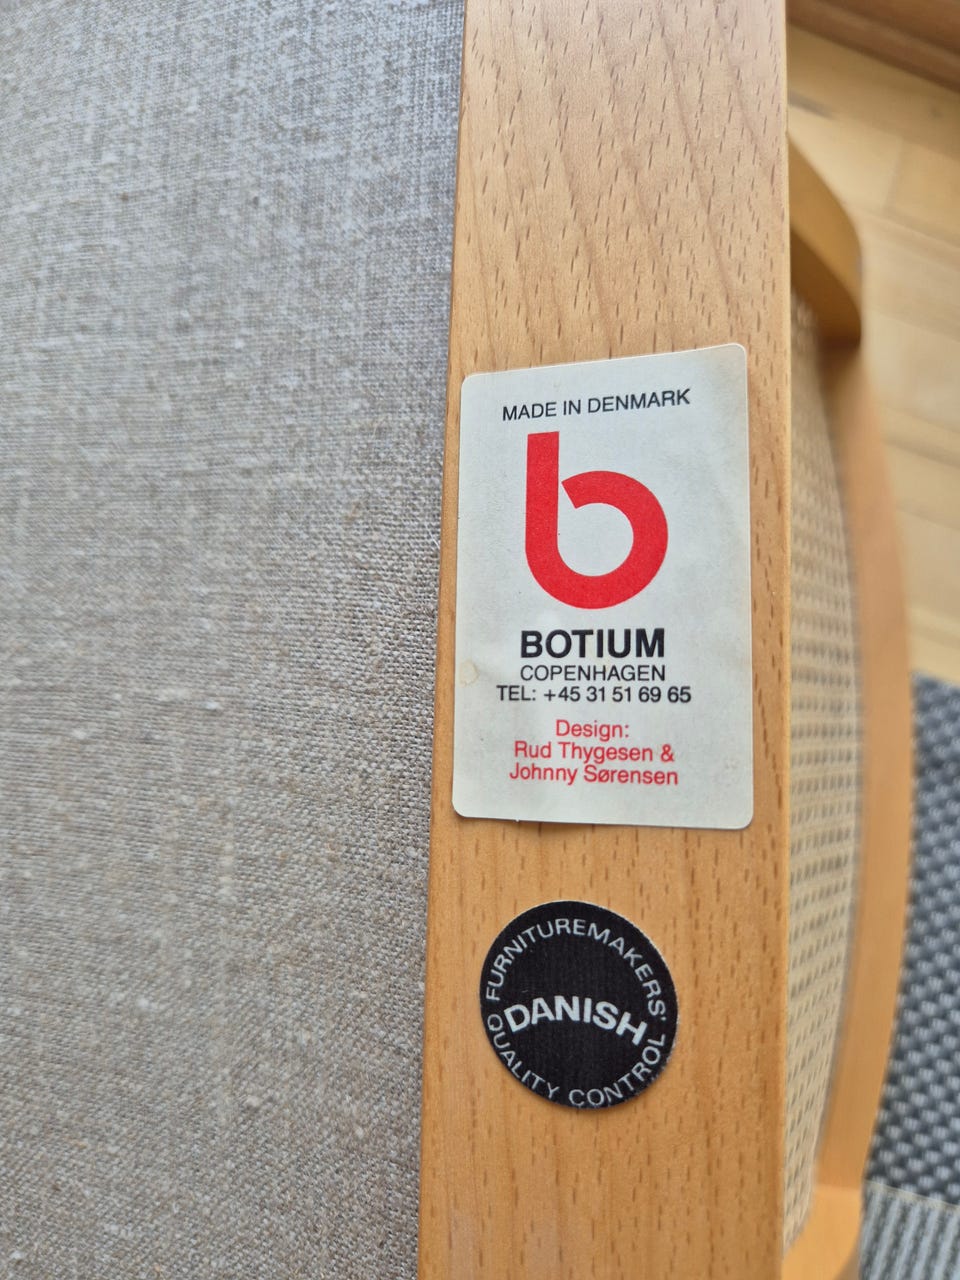 MADE IN DENMARK
b
BOTIUM
COPENHAGEN
TEL: +45 31 51 69 65
Design:
Rud Thygesen &
Johnny Sørensen
FURNITUREMAKERS'
DANISH
QUALITY CONTROL